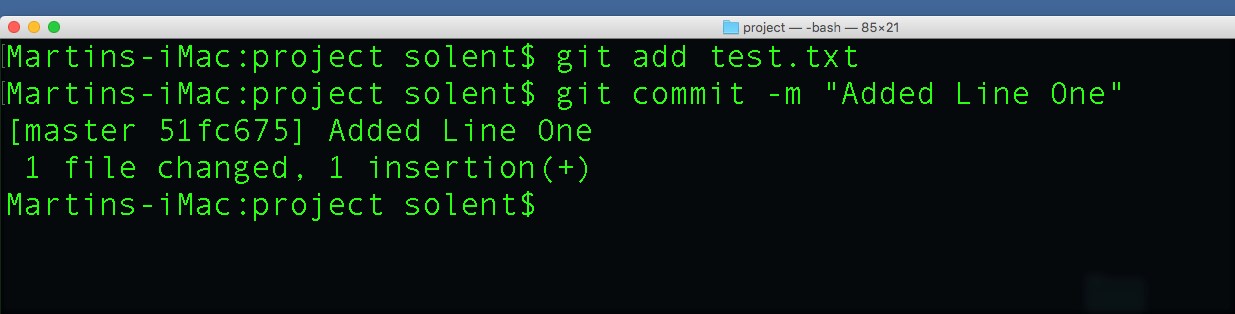 project — -bash — 85×21
Martins-iMac:project solent$ git add test.txt
Martins-iMac:project solent$ git commit -m "Added Line One"
[master 51fc675] Added Line One
 1 file changed, 1 insertion(+)
Martins-iMac:project solent$